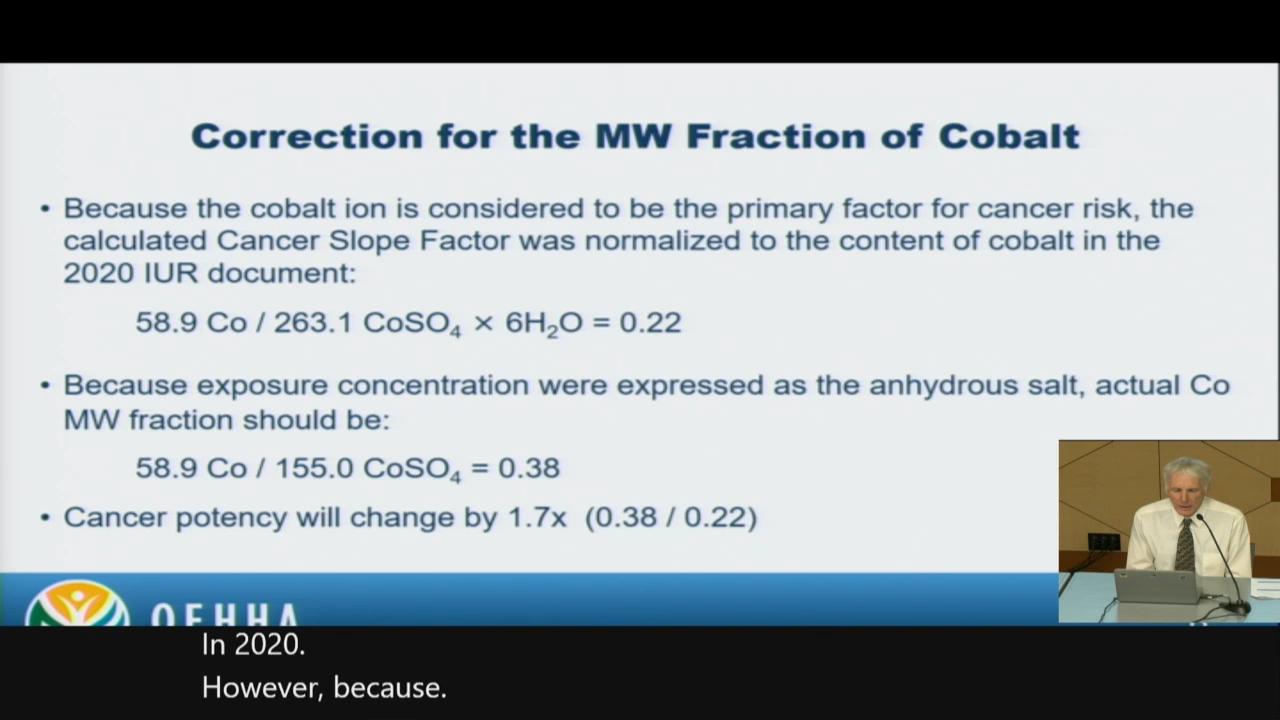 Correction for the MW Fraction of Cobalt
• Because the cobalt ion is considered to be the primary factor for cancer risk, the
calculated Cancer Slope Factor was normalized to the content of cobalt in the
2020 IUR document:
58.9 Co / 263.1 CoSO₄ × 6H₂O = 0.22
• Because exposure concentration were expressed as the anhydrous salt, actual Co
MW fraction should be:
58.9 Co / 155.0 CoSO₄ = 0.38
• Cancer potency will change by 1.7x (0.38 / 0.22)
OEHHA
In 2020.
However, because.